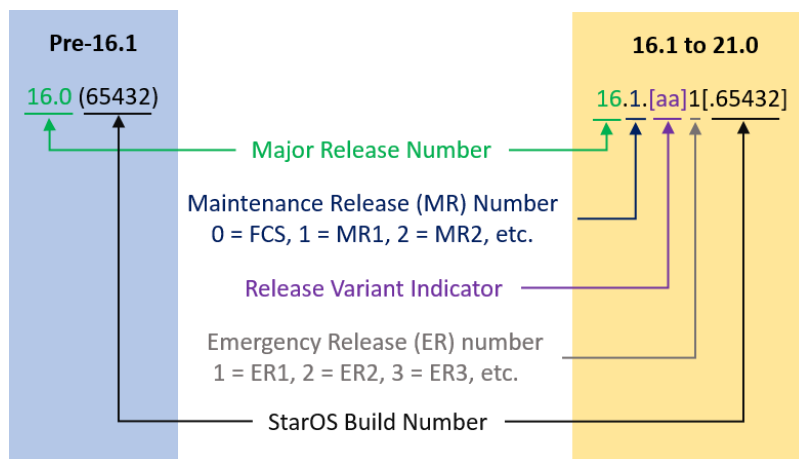 Pre-16.1
16.1 to 21.0
16.0 (65432)
16.1.[aa]1[.65432]
Major Release Number
Maintenance Release (MR) Number
0 = FCS, 1 = MR1, 2 = MR2, etc.
Release Variant Indicator
Emergency Release (ER) number
1 = ER1, 2 = ER2, 3 = ER3, etc.
StarOS Build Number